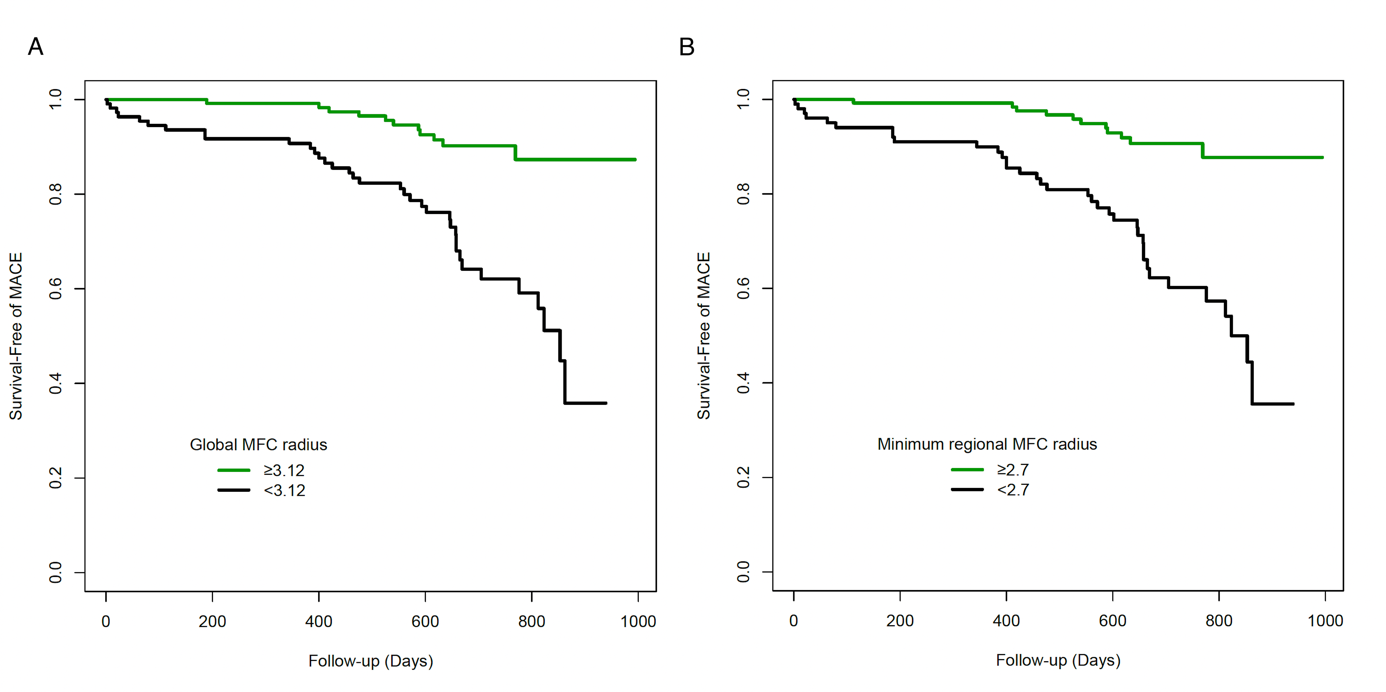 A
Survival-Free of MACE
1.0
0.8
0.6
0.4
0.2
0.0
Global MFC radius
≥3.12
<3.12
0 200 400 600 800 1000
Follow-up (Days)
B
Survival-Free of MACE
1.0
0.8
0.6
0.4
0.2
0.0
Minimum regional MFC radius
≥2.7
<2.7
0 200 400 600 800 1000
Follow-up (Days)